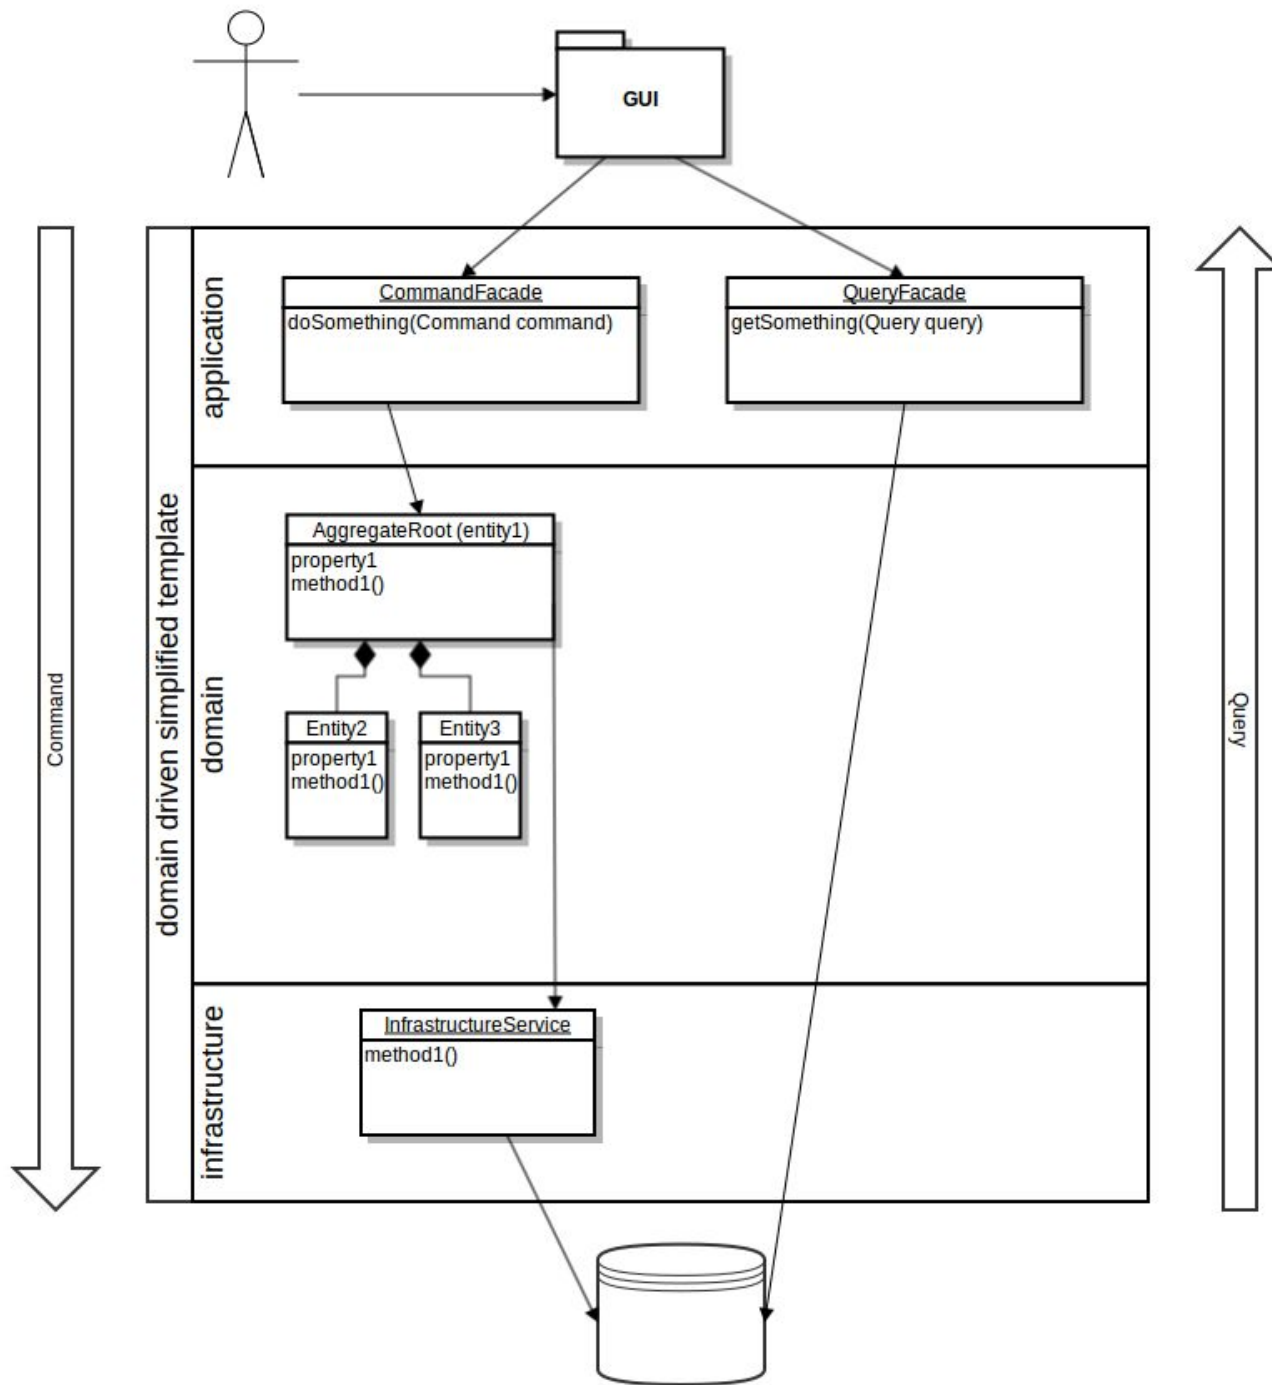 GUI
Command
domain driven simplified template
application
CommandFacade
doSomething(Command command)
QueryFacade
getSomething(Query query)
domain
AggregateRoot (entity1)
property1
method1()
Entity2
property1
method1()
Entity3
property1
method1()
infrastructure
InfrastructureService
method1()
Query